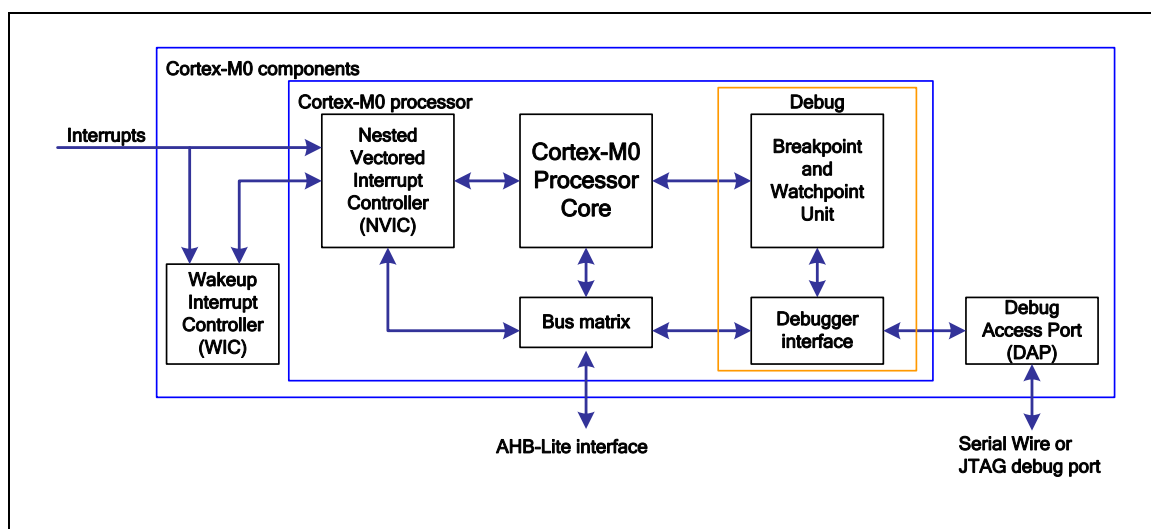 Cortex-M0 components
Cortex-M0 processor
Debug
Interrupts
Nested
Vectored
Interrupt
Controller
(NVIC)
Cortex-M0
Processor
Core
Breakpoint
and
Watchpoint
Unit
Wakeup
Interrupt
Controller
(WIC)
Bus matrix
Debugger
interface
Debug
Access Port
(DAP)
AHB-Lite interface
Serial Wire or
JTAG debug port